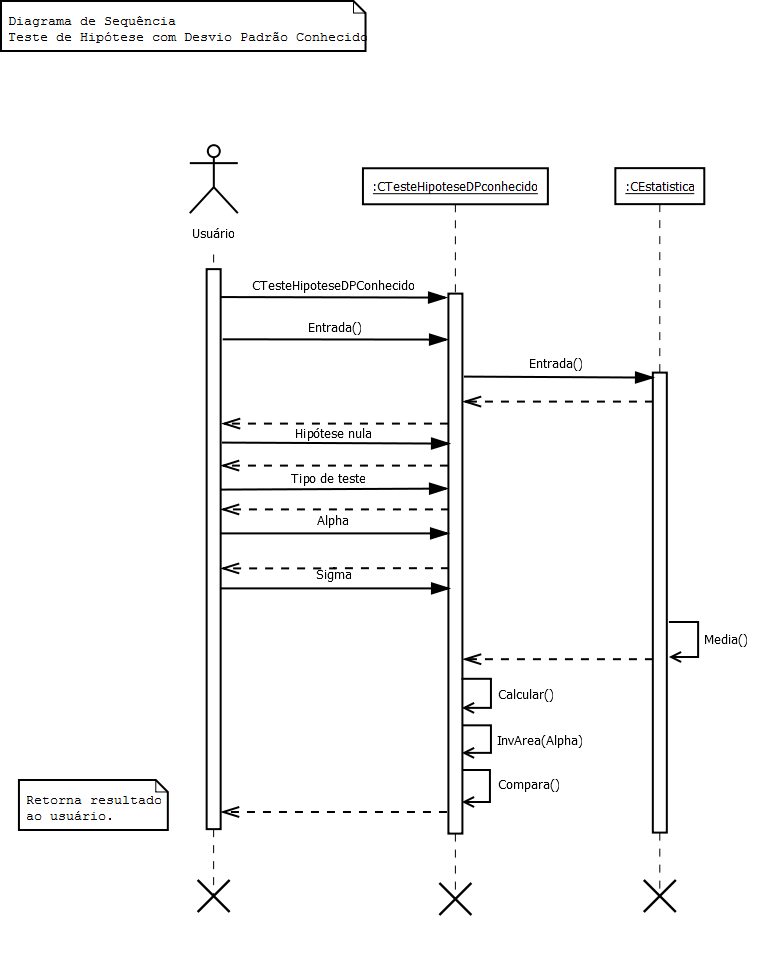 Diagrama de Sequência
Teste de Hipótese com Desvio Padrão Conhecido
:CTesteHipoteseDPconhecido
:CEstatistica
Usuário
CTesteHipoteseDPConhecido
Entrada()
Entrada()
Hipótese nula
Tipo de teste
Alpha
Sigma
Media()
Calcular()
InvArea(Alpha)
Compara()
Retorna resultado
ao usuário.